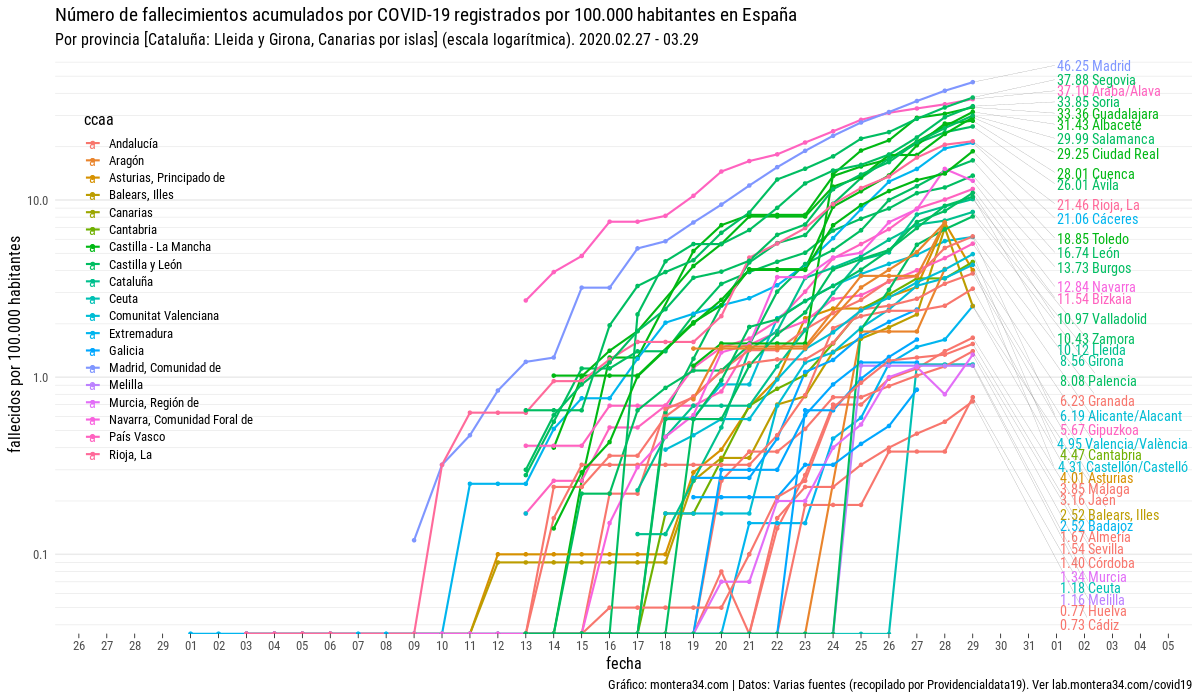 Número de fallecimientos acumulados por COVID-19 registrados por 100.000 habitantes en España
Por provincia [Cataluña: Lleida y Girona, Canarias por islas] (escala logarítmica). 2020.02.27 - 03.29
ccaa
Andalucía
Aragón
Asturias, Principado de
Balears, Illes
Canarias
Cantabria
Castilla - La Mancha
Castilla y León
Cataluña
Ceuta
Comunitat Valenciana
Extremadura
Galicia
Madrid, Comunidad de
Melilla
Murcia, Región de
Navarra, Comunidad Foral de
País Vasco
Rioja, La
fallecidos por 100.000 habitantes
10.0
1.0
0.1
46.25 Madrid
37.88 Segovia
37.10 Araba/Álava
33.85 Soria
33.36 Guadalajara
31.43 Albacete
29.99 Salamanca
29.25 Ciudad Real
28.01 Cuenca
26.01 Ávila
21.46 Rioja, La
21.06 Cáceres
18.85 Toledo
16.74 León
13.73 Burgos
12.84 Navarra
11.54 Bizkaia
10.97 Valladolid
10.43 Zamora
10.12 Lleida
8.56 Girona
8.08 Palencia
6.23 Granada
6.19 Alicante/Alacant
5.67 Gipuzkoa
4.95 Valencia/València
4.47 Cantabria
4.31 Castellón/Castelló
4.01 Asturias
3.85 Málaga
3.16 Jaén
2.52 Balears, Illes
2.52 Badajoz
1.67 Almería
1.54 Sevilla
1.40 Córdoba
1.34 Murcia
1.18 Ceuta
1.16 Melilla
0.77 Huelva
0.73 Cádiz
26 27 28 29 01 02 03 04 05 06 07 08 09 10 11 12 13 14 15 16 17 18 19 20 21 22 23 24 25 26 27 28 29 30 31 01 02 03 04 05
fecha
Gráfico: montera34.com | Datos: Varias fuentes (recopilado por Providencialdata19). Ver lab.montera34.com/covid19